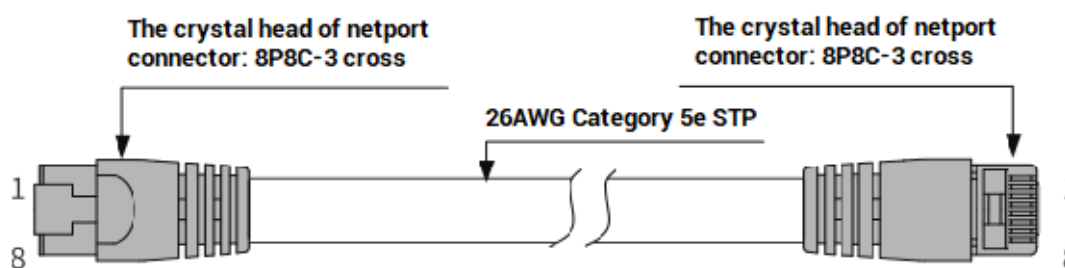 The crystal head of netport
connector: 8P8C-3 cross
The crystal head of netport
connector: 8P8C-3 cross
26AWG Category 5e STP
1
8